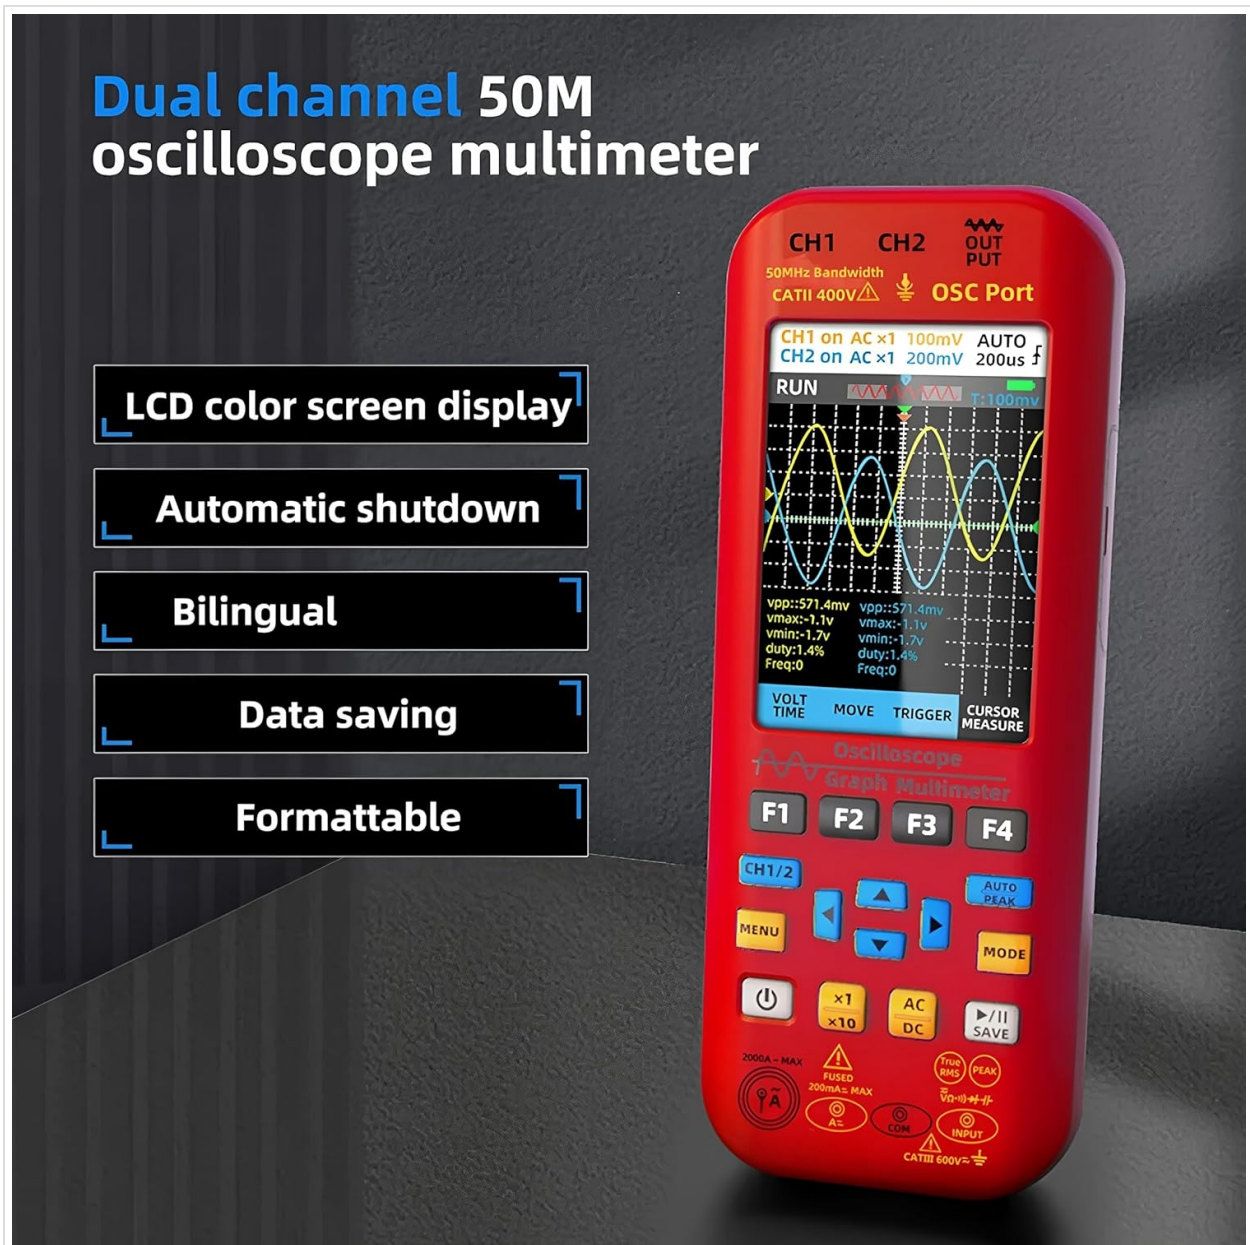 Dual channel 50M
oscilloscope multimeter
LCD color screen display
Automatic shutdown
Bilingual
Data saving
Formattable
CH1 CH2 OUT
PUT
50MHz Bandwidth
CATII 400V OSC Port
CH1 on AC ×1 100mV AUTO
CH2 on AC ×1 200mV 200us
RUN
T:100mv
vpp::571.4mv vpp::571.4mv
vmax:-1.1v vmax:-1.1v
vmin:-1.7v vmin:-1.7v
duty:1.4% duty:1.4%
Freq:0 Freq:0
VOLT
TIME MOVE TRIGGER CURSOR
MEASURE
Oscilloscope
Graph Multimeter
F1 F2 F3 F4
CH1/2
AUTO
PEAK
MENU
MODE
×1
×10
AC
DC
▶/II
SAVE
2000A~MAX
FUSED
200mA≂ MAX
True
RMS
PEAK
Ã
A≂
COM
INPUT
CATIII 600V≂